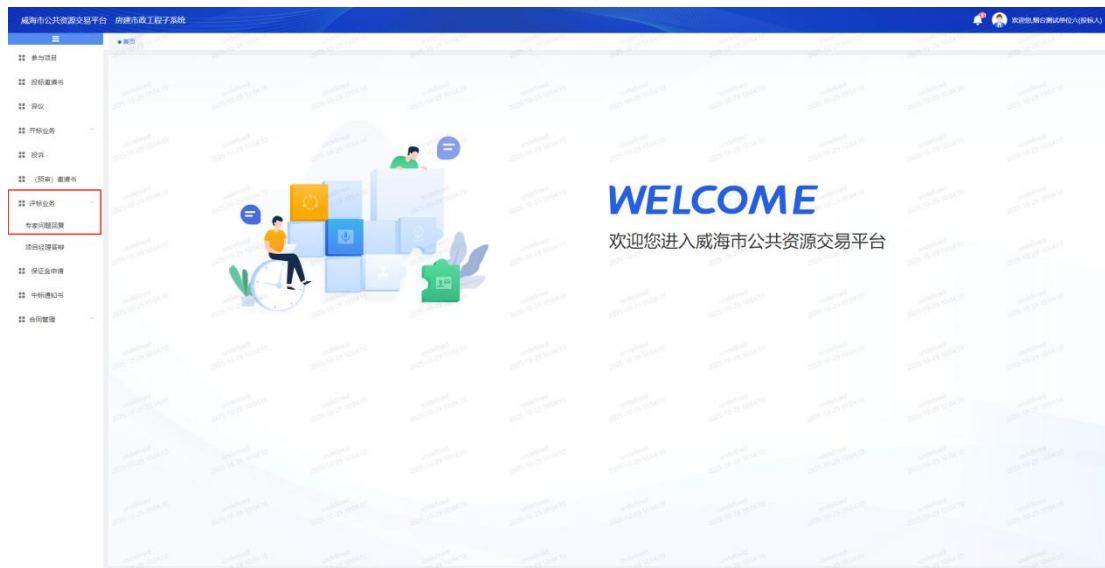 威海市公共资源交易平台 房建市政工程子系统
欢迎您,烟台测试单位六(投标人)
首页
参与项目
投标邀请书
异议
开标业务
投诉
(预审) 邀请书
评标业务
专家问题回复
项目经理答辩
保证金申请
中标通知书
合同管理
WELCOME
欢迎您进入威海市公共资源交易平台